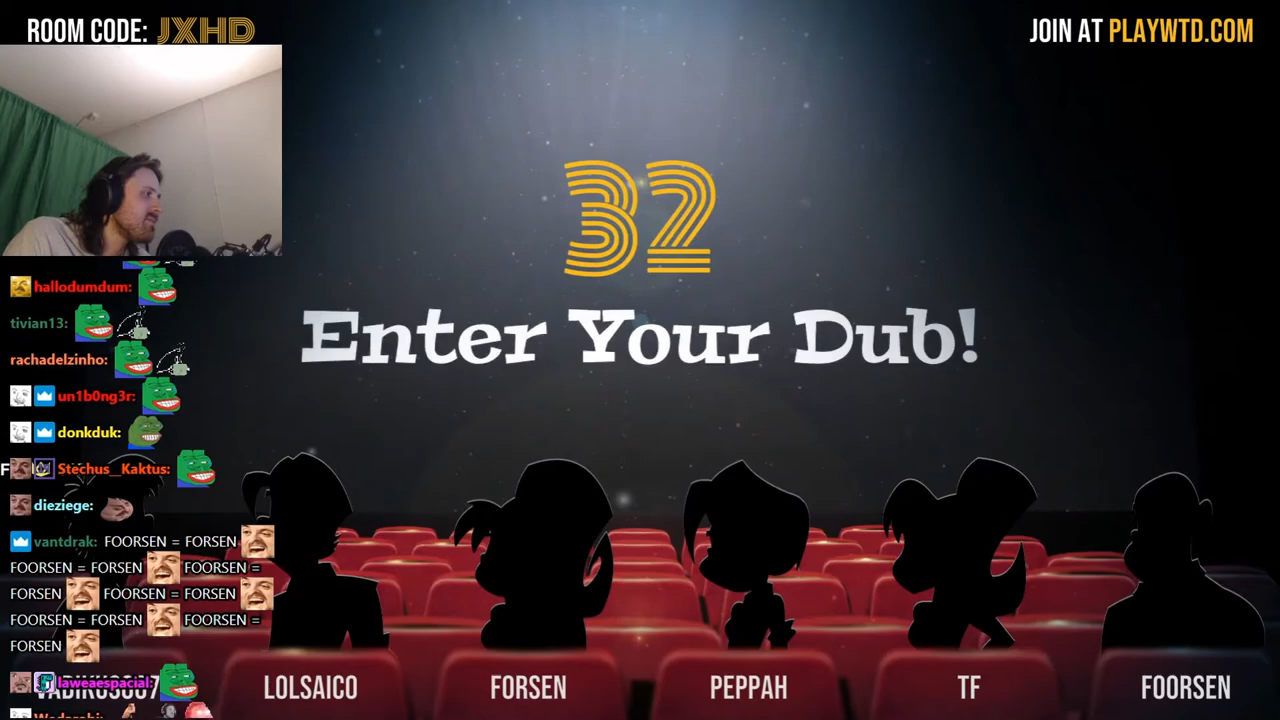 ROOM CODE: JXHD
JOIN AT PLAYWTD.COM
32
Enter Your Dub!
hallodumdum:
tivian13:
rachadelzinho:
un1b0ng3r:
donkduk:
Stechus__Kaktus:
dieziege:
vantdrak: FOORSEN = FORSEN
FOORSEN = FORSEN FOORSEN =
FORSEN FOORSEN = FORSEN
FOORSEN = FORSEN FOORSEN =
FORSEN
laweaespacial:
LOLSAICO
FORSEN
PEPPAH
TF
FOORSEN